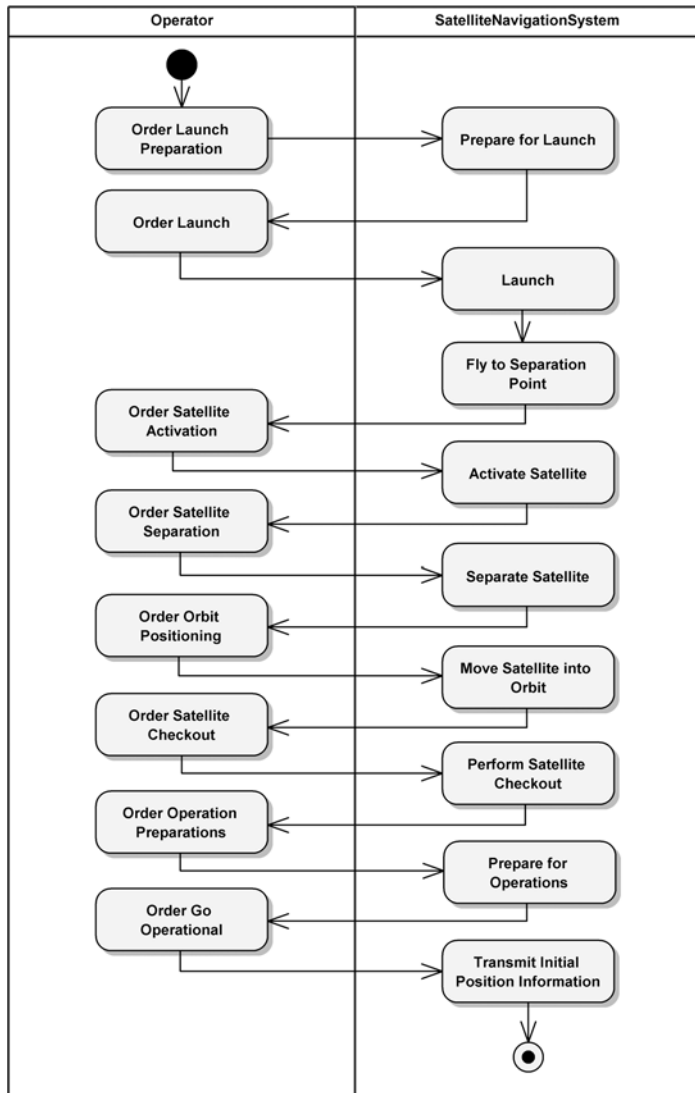 Operator
SatelliteNavigationSystem
Order Launch
Preparation
Prepare for Launch
Order Launch
Launch
Fly to Separation
Point
Order Satellite
Activation
Activate Satellite
Order Satellite
Separation
Separate Satellite
Order Orbit
Positioning
Move Satellite into
Orbit
Order Satellite
Checkout
Perform Satellite
Checkout
Order Operation
Preparations
Prepare for
Operations
Order Go
Operational
Transmit Initial
Position Information